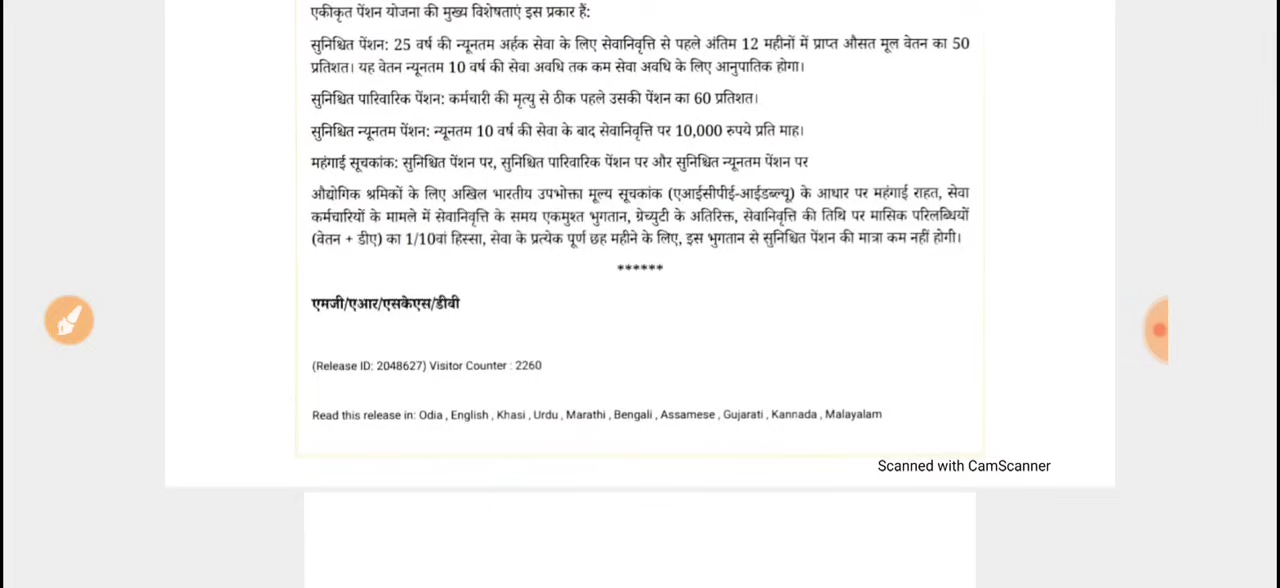 एकीकृत पेंशन योजना की मुख्य विशेषताएं इस प्रकार हैं:
सुनिश्चित पेंशन: 25 वर्ष की न्यूनतम अर्हक सेवा के लिए सेवानिवृत्ति से पहले अंतिम 12 महीनों में प्राप्त औसत मूल वेतन का 50
प्रतिशत। यह वेतन न्यूनतम 10 वर्ष की सेवा अवधि तक कम सेवा अवधि के लिए आनुपातिक होगा।
सुनिश्चित पारिवारिक पेंशन: कर्मचारी की मृत्यु से ठीक पहले उसकी पेंशन का 60 प्रतिशत।
सुनिश्चित न्यूनतम पेंशन: न्यूनतम 10 वर्ष की सेवा के बाद सेवानिवृत्ति पर 10,000 रुपये प्रति माह।
महंगाई सूचकांक: सुनिश्चित पेंशन पर, सुनिश्चित पारिवारिक पेंशन पर और सुनिश्चित न्यूनतम पेंशन पर
औद्योगिक श्रमिकों के लिए अखिल भारतीय उपभोक्ता मूल्य सूचकांक (एआईसीपीई-आईडब्ल्यू) के आधार पर महंगाई राहत, सेवा
कर्मचारियों के मामले में सेवानिवृत्ति के समय एकमुश्त भुगतान, ग्रेच्युटी के अतिरिक्त, सेवानिवृत्ति की तिथि पर मासिक परिलब्धियों
(वेतन + डीए) का 1/10वां हिस्सा, सेवा के प्रत्येक पूर्ण छह महीने के लिए, इस भुगतान से सुनिश्चित पेंशन की मात्रा कम नहीं होगी।
******
एमजी/एआर/एसकेएस/डीवी
(Release ID: 2048627) Visitor Counter : 2260
Read this release in: Odia , English , Khasi , Urdu , Marathi , Bengali , Assamese , Gujarati , Kannada , Malayalam
Scanned with CamScanner